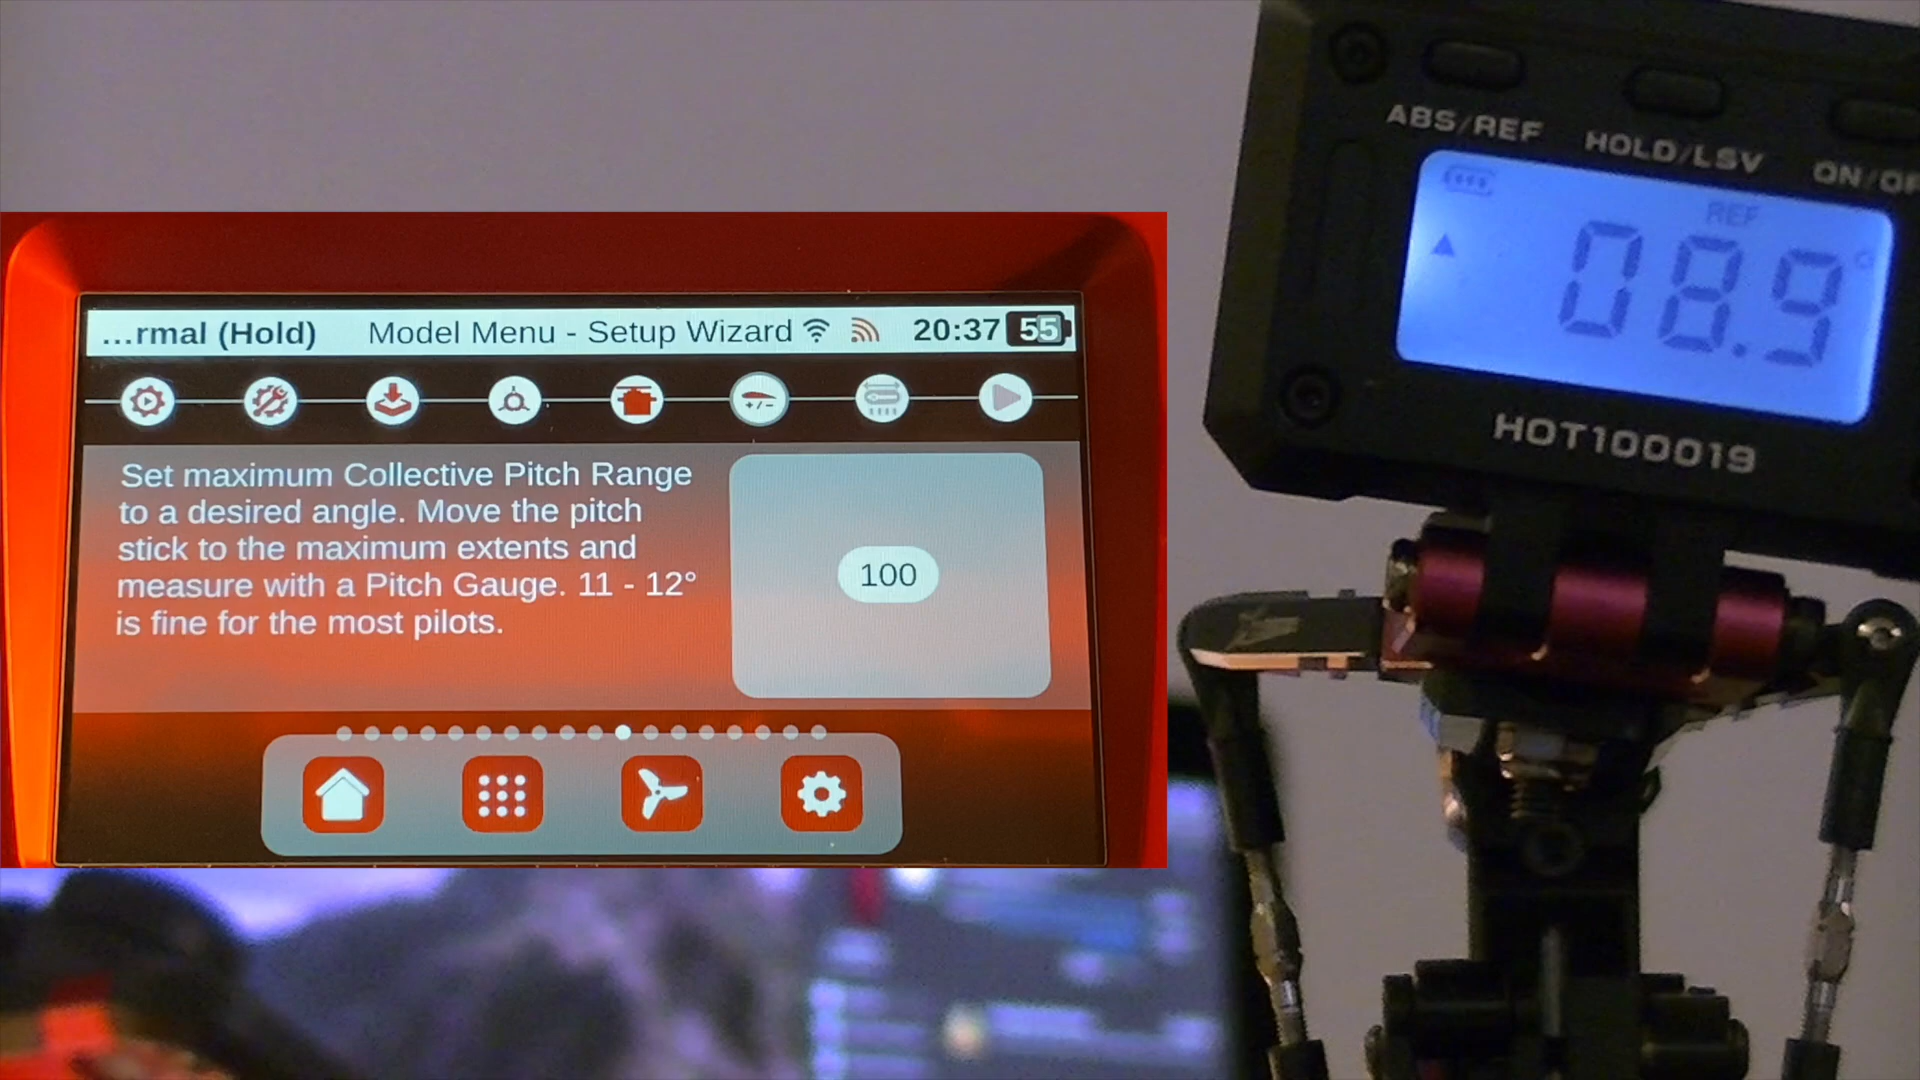 ABS/REF
HOLD/LSV
REF
08.9
HOT100019
...rmal (Hold)
Model Menu - Setup Wizard
20:37
55
+/-
Set maximum Collective Pitch Range
to a desired angle. Move the pitch
stick to the maximum extents and
measure with a Pitch Gauge. 11 - 12°
is fine for the most pilots.
100